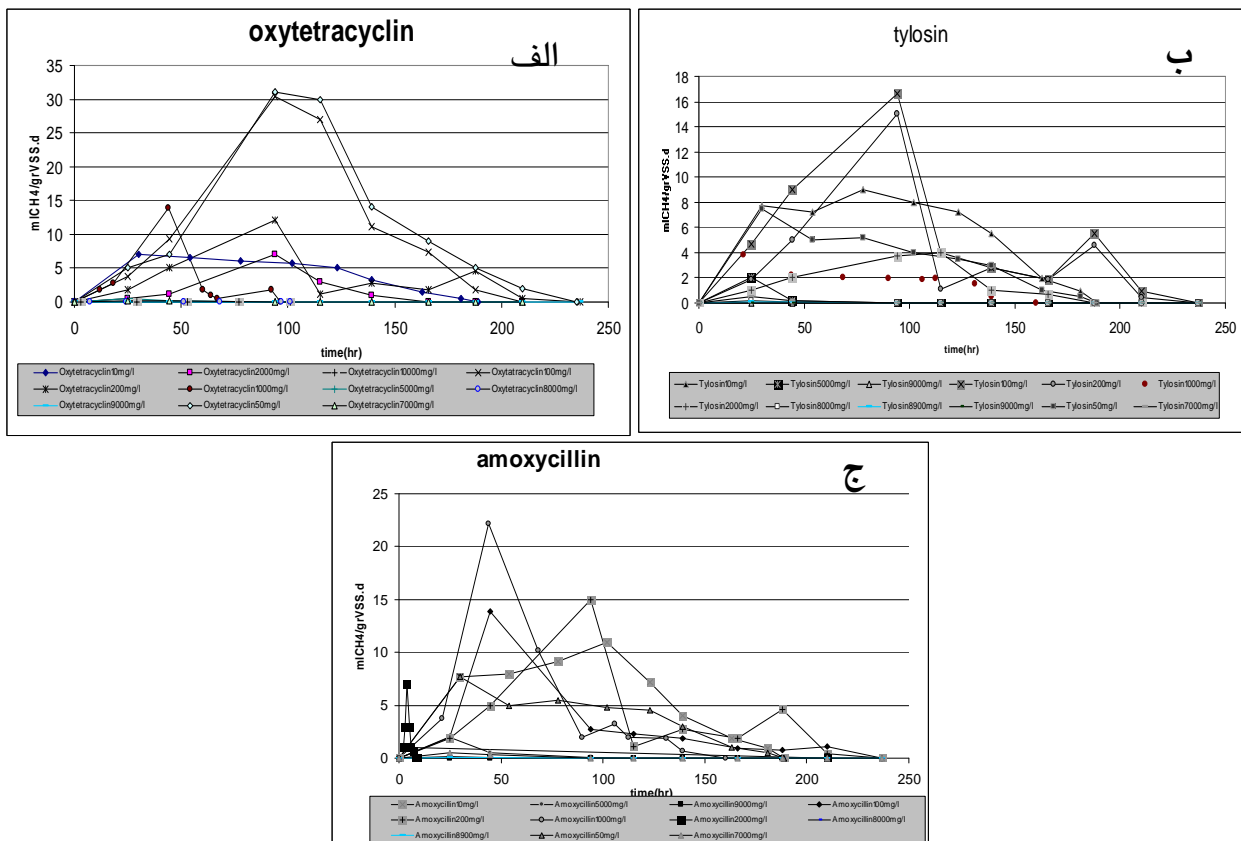 oxytetracyclin
الف
35
30
25
20
15
10
5
0
mlCH4/grVSS.d
0 50 100 150 200 250
time(hr)
Oxytetracyclin10mg/l Oxytetracyclin2000mg/l Oxytetracyclin10000mg/l Oxytatracyclin100mg/l
Oxytetracyclin200mg/l Oxytetracyclin1000mg/l Oxytetracyclin5000mg/l Oxytetracyclin8000mg/l
Oxytetracyclin9000mg/l Oxytetracyclin50mg/l Oxytetracyclin7000mg/l
tylosin
ب
18
16
14
12
10
8
6
4
2
0
mlCH4/grVSS.d
0 50 100 150 200 250
time(hr)
Tylosin10mg/l Tylosin5000mg/l Tylosin9000mg/l Tylosin100mg/l Tylosin200mg/l Tylosin1000mg/l
Tylosin2000mg/l Tylosin8000mg/l Tylosin8900mg/l Tylosin9000mg/l Tylosin50mg/l Tylosin7000mg/l
amoxycillin
ج
25
20
15
10
5
0
mlCH4/grVSS.d
0 50 100 150 200 250
time(hr)
Amoxycillin10mg/l Amoxycillin5000mg/l Amoxycillin9000mg/l Amoxycillin100mg/l
Amoxycillin200mg/l Amoxycillin1000mg/l Amoxycillin2000mg/l Amoxycillin8000mg/l
Amoxycillin8900mg/l Amoxycillin50mg/l Amoxycillin7000mg/l